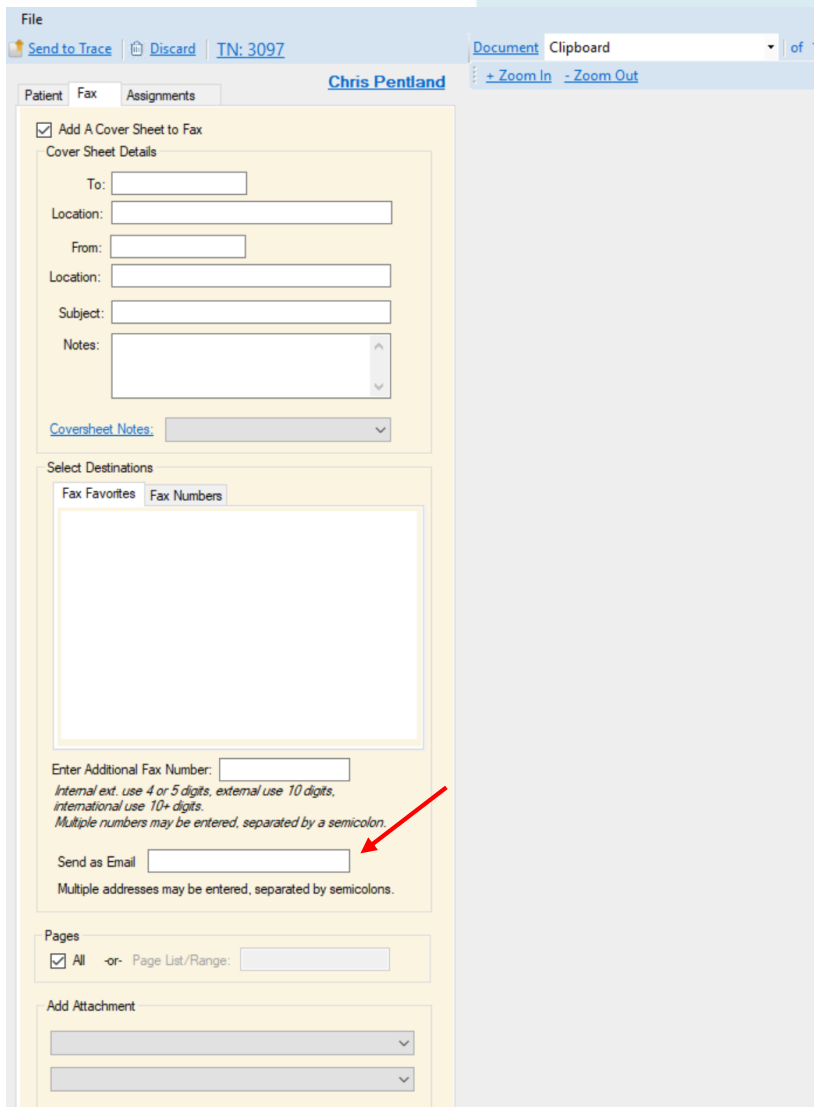 File
Send to Trace Discard TN: 3097
Document Clipboard of
+ Zoom In - Zoom Out
Chris Pentland
Patient Fax Assignments
Add A Cover Sheet to Fax
Cover Sheet Details
To:
Location:
From:
Location:
Subject:
Notes:
Coversheet Notes:
Select Destinations
Fax Favorites Fax Numbers
Enter Additional Fax Number:
Internal ext. use 4 or 5 digits, external use 10 digits,
international use 10+ digits.
Multiple numbers may be entered, separated by a semicolon.
Send as Email
Multiple addresses may be entered, separated by semicolons.
Pages
All -or- Page List/Range:
Add Attachment